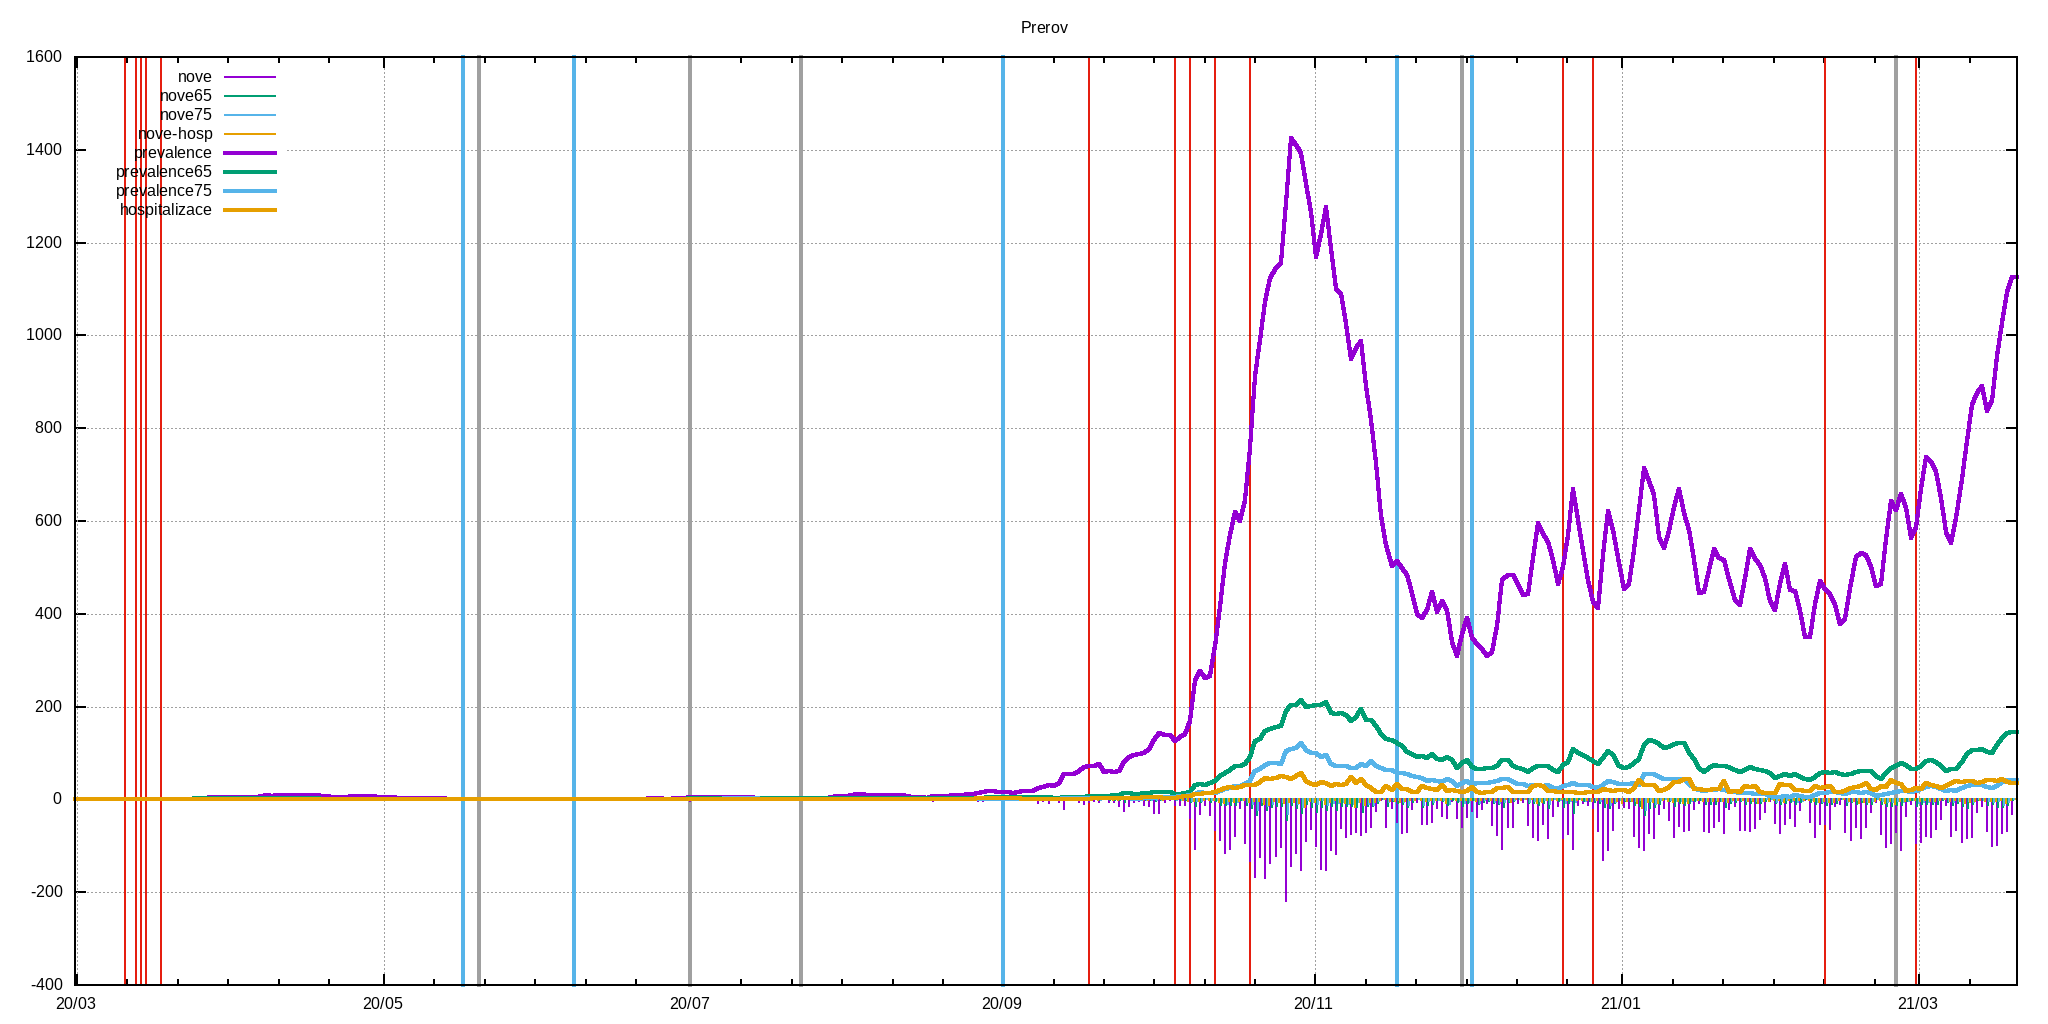 Prerov
1600
1400
1200
1000
800
600
400
200
0
-200
-400
nove
nove65
nove75
nove-hosp
prevalence
prevalence65
prevalence75
hospitalizace
20/03 20/05 20/07 20/09 20/11 21/01 21/03